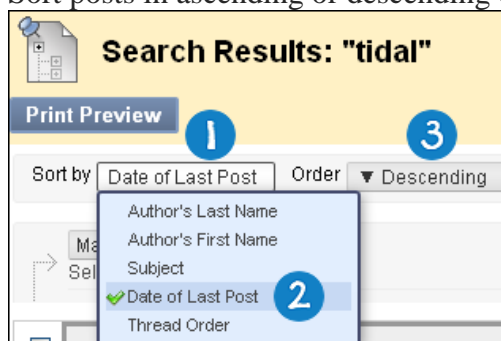 Sort posts in ascending or descending
Search Results: "tidal"
Print Preview
1
3
Sort by Date of Last Post Order ▼ Descending
Author's Last Name
Author's First Name
Subject
Date of Last Post 2
Thread Order